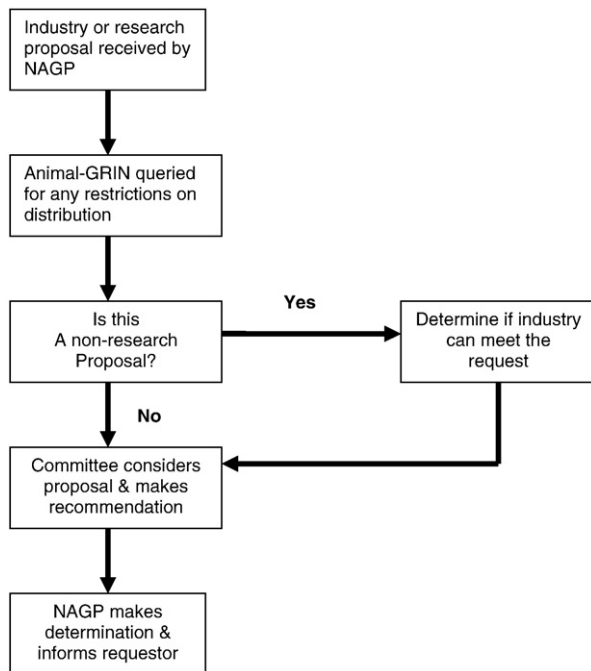 Industry or research
proposal received by
NAGP
Animal-GRIN queried
for any restrictions on
distribution
Is this
A non-research
Proposal?
Yes
Determine if industry
can meet the
request
No
Committee considers
proposal & makes
recommendation
NAGP makes
determination &
informs requestor